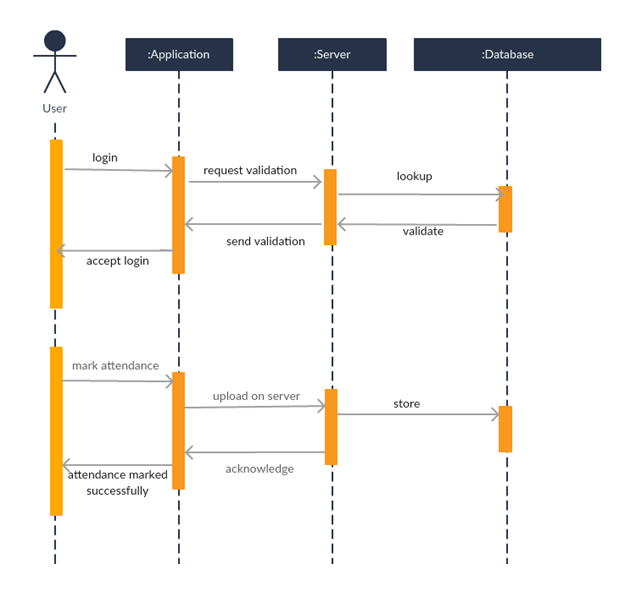 :Application
:Server
:Database
User
login
request validation
lookup
validate
send validation
accept login
mark attendance
upload on server
store
acknowledge
attendance marked
successfully